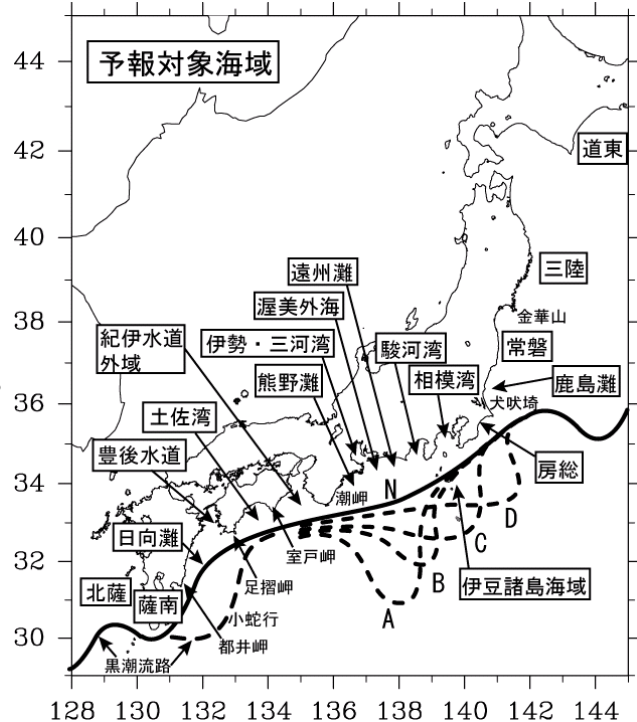 予報対象海域
44
42
40
38
36
34
32
30
道東
三陸
金華山
常磐
鹿島灘
犬吠埼
遠州灘
渥美外海
伊勢・三河湾
駿河湾
相模湾
熊野灘
紀伊水道
外域
土佐湾
豊後水道
日向灘
北薩
薩南
潮岬
室戸岬
足摺岬
小蛇行
都井岬
黒潮流路
房総
伊豆諸島海域
N
A
B
C
D
128 130 132 134 136 138 140 142 144